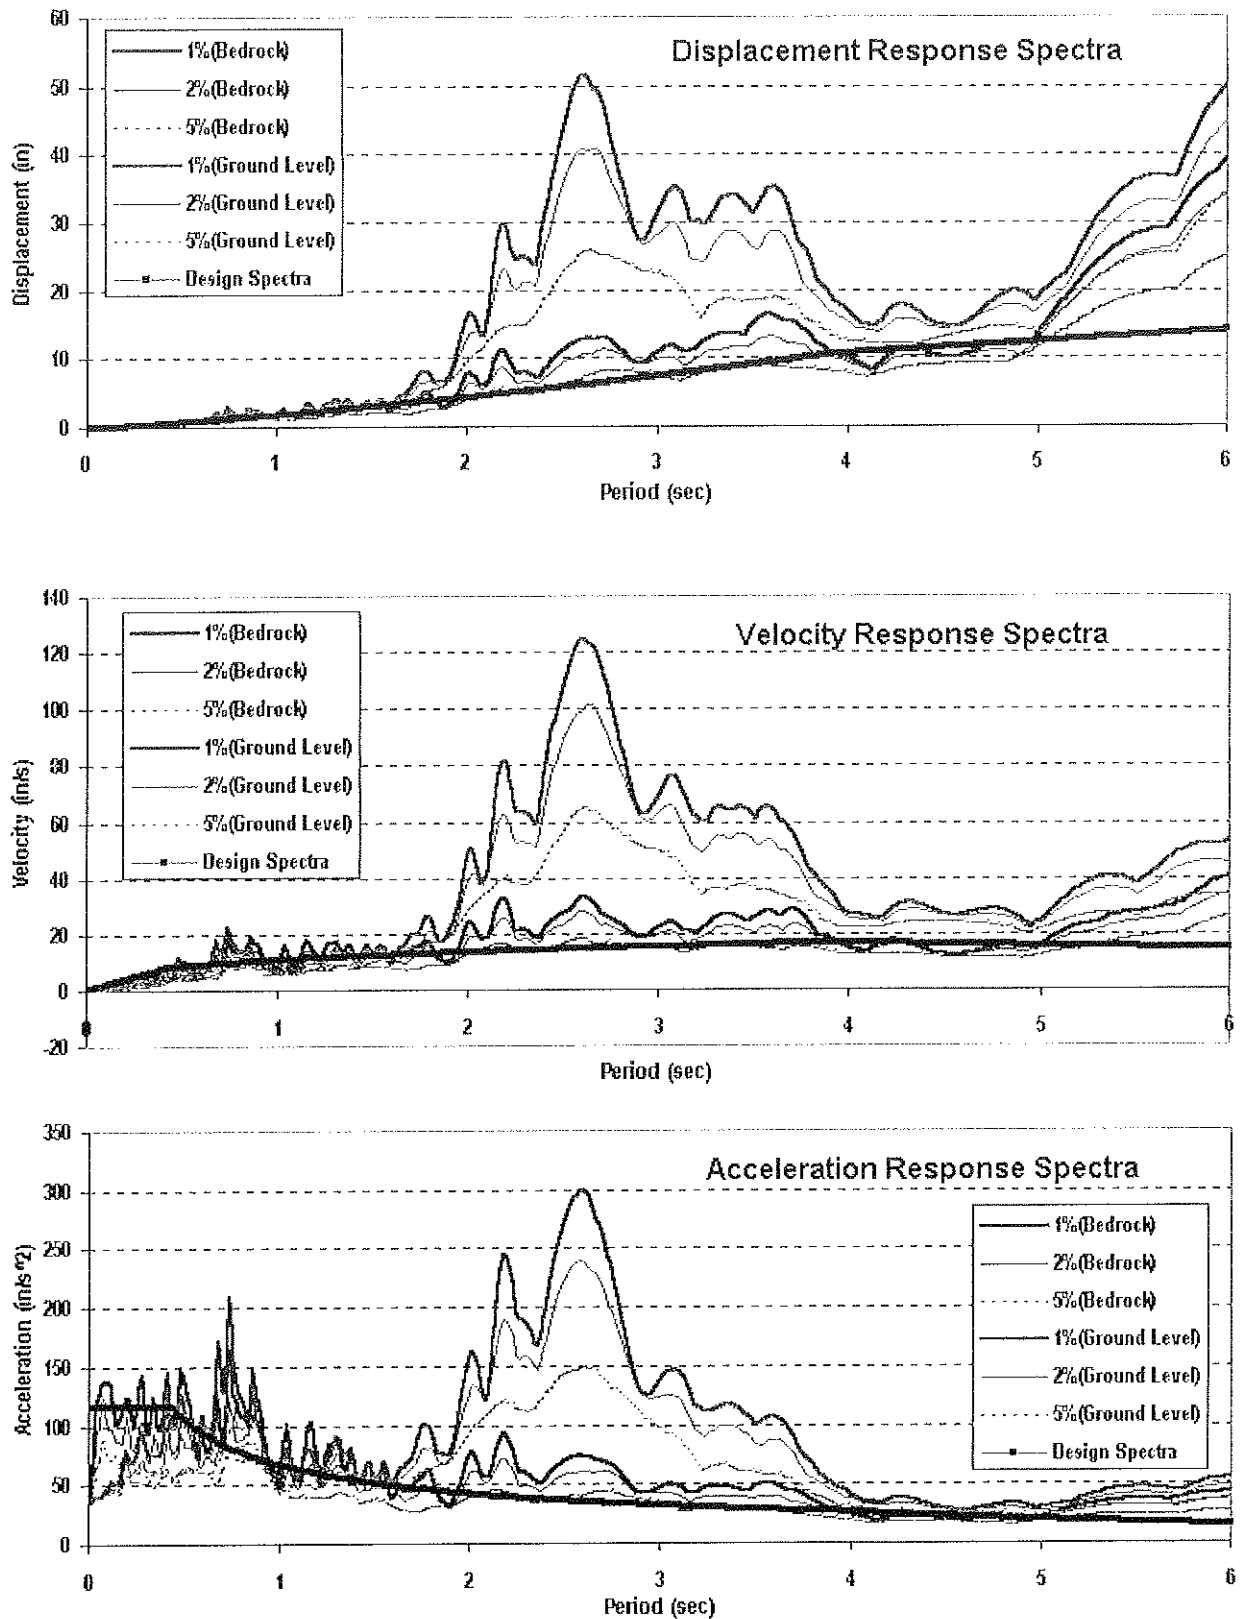 Displacement Response Spectra
60
50
40
30
20
10
0
Displacement (in)
1%(Bedrock)
2%(Bedrock)
5%(Bedrock)
1%(Ground Level)
2%(Ground Level)
5%(Ground Level)
Design Spectra
0 1 2 3 4 5 6
Period (sec)
Velocity Response Spectra
140
120
100
80
60
40
20
0
-20
Velocity (in/s)
1%(Bedrock)
2%(Bedrock)
5%(Bedrock)
1%(Ground Level)
2%(Ground Level)
5%(Ground Level)
Design Spectra
0 1 2 3 4 5 6
Period (sec)
Acceleration Response Spectra
350
300
250
200
150
100
50
0
Acceleration (in/s^2)
1%(Bedrock)
2%(Bedrock)
5%(Bedrock)
1%(Ground Level)
2%(Ground Level)
5%(Ground Level)
Design Spectra
0 1 2 3 4 5 6
Period (sec)